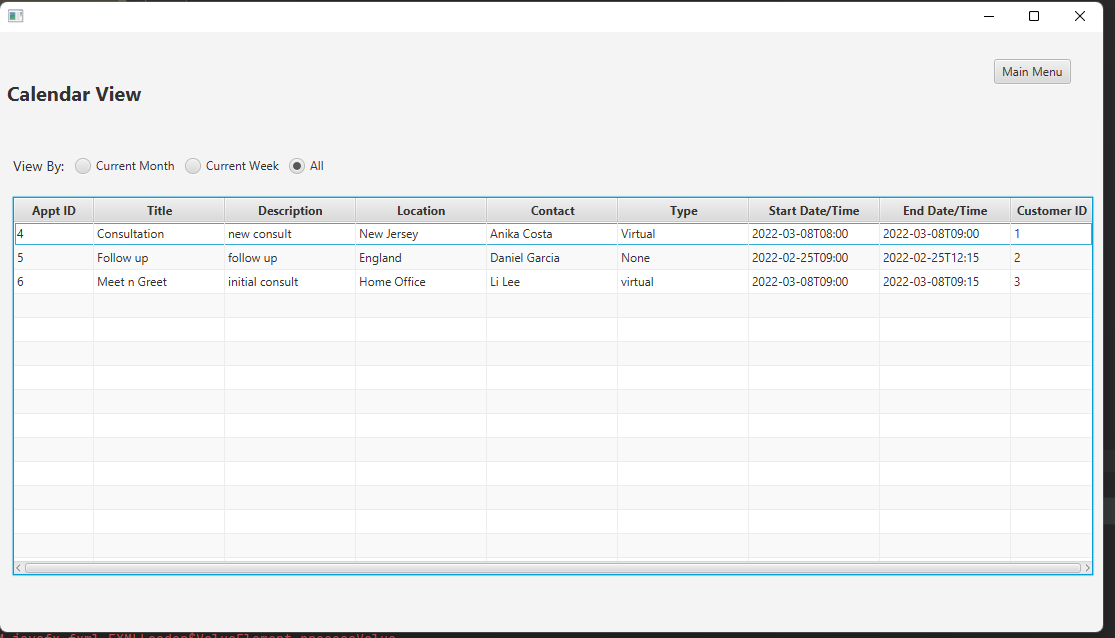 Main Menu
Calendar View
View By: Current Month Current Week All
Appt ID Title Description Location Contact Type Start Date/Time End Date/Time Customer ID
4 Consultation new consult New Jersey Anika Costa Virtual 2022-03-08T08:00 2022-03-08T09:00 1
5 Follow up follow up England Daniel Garcia None 2022-02-25T09:00 2022-02-25T12:15 2
6 Meet n Greet initial consult Home Office Li Lee virtual 2022-03-08T09:00 2022-03-08T09:15 3